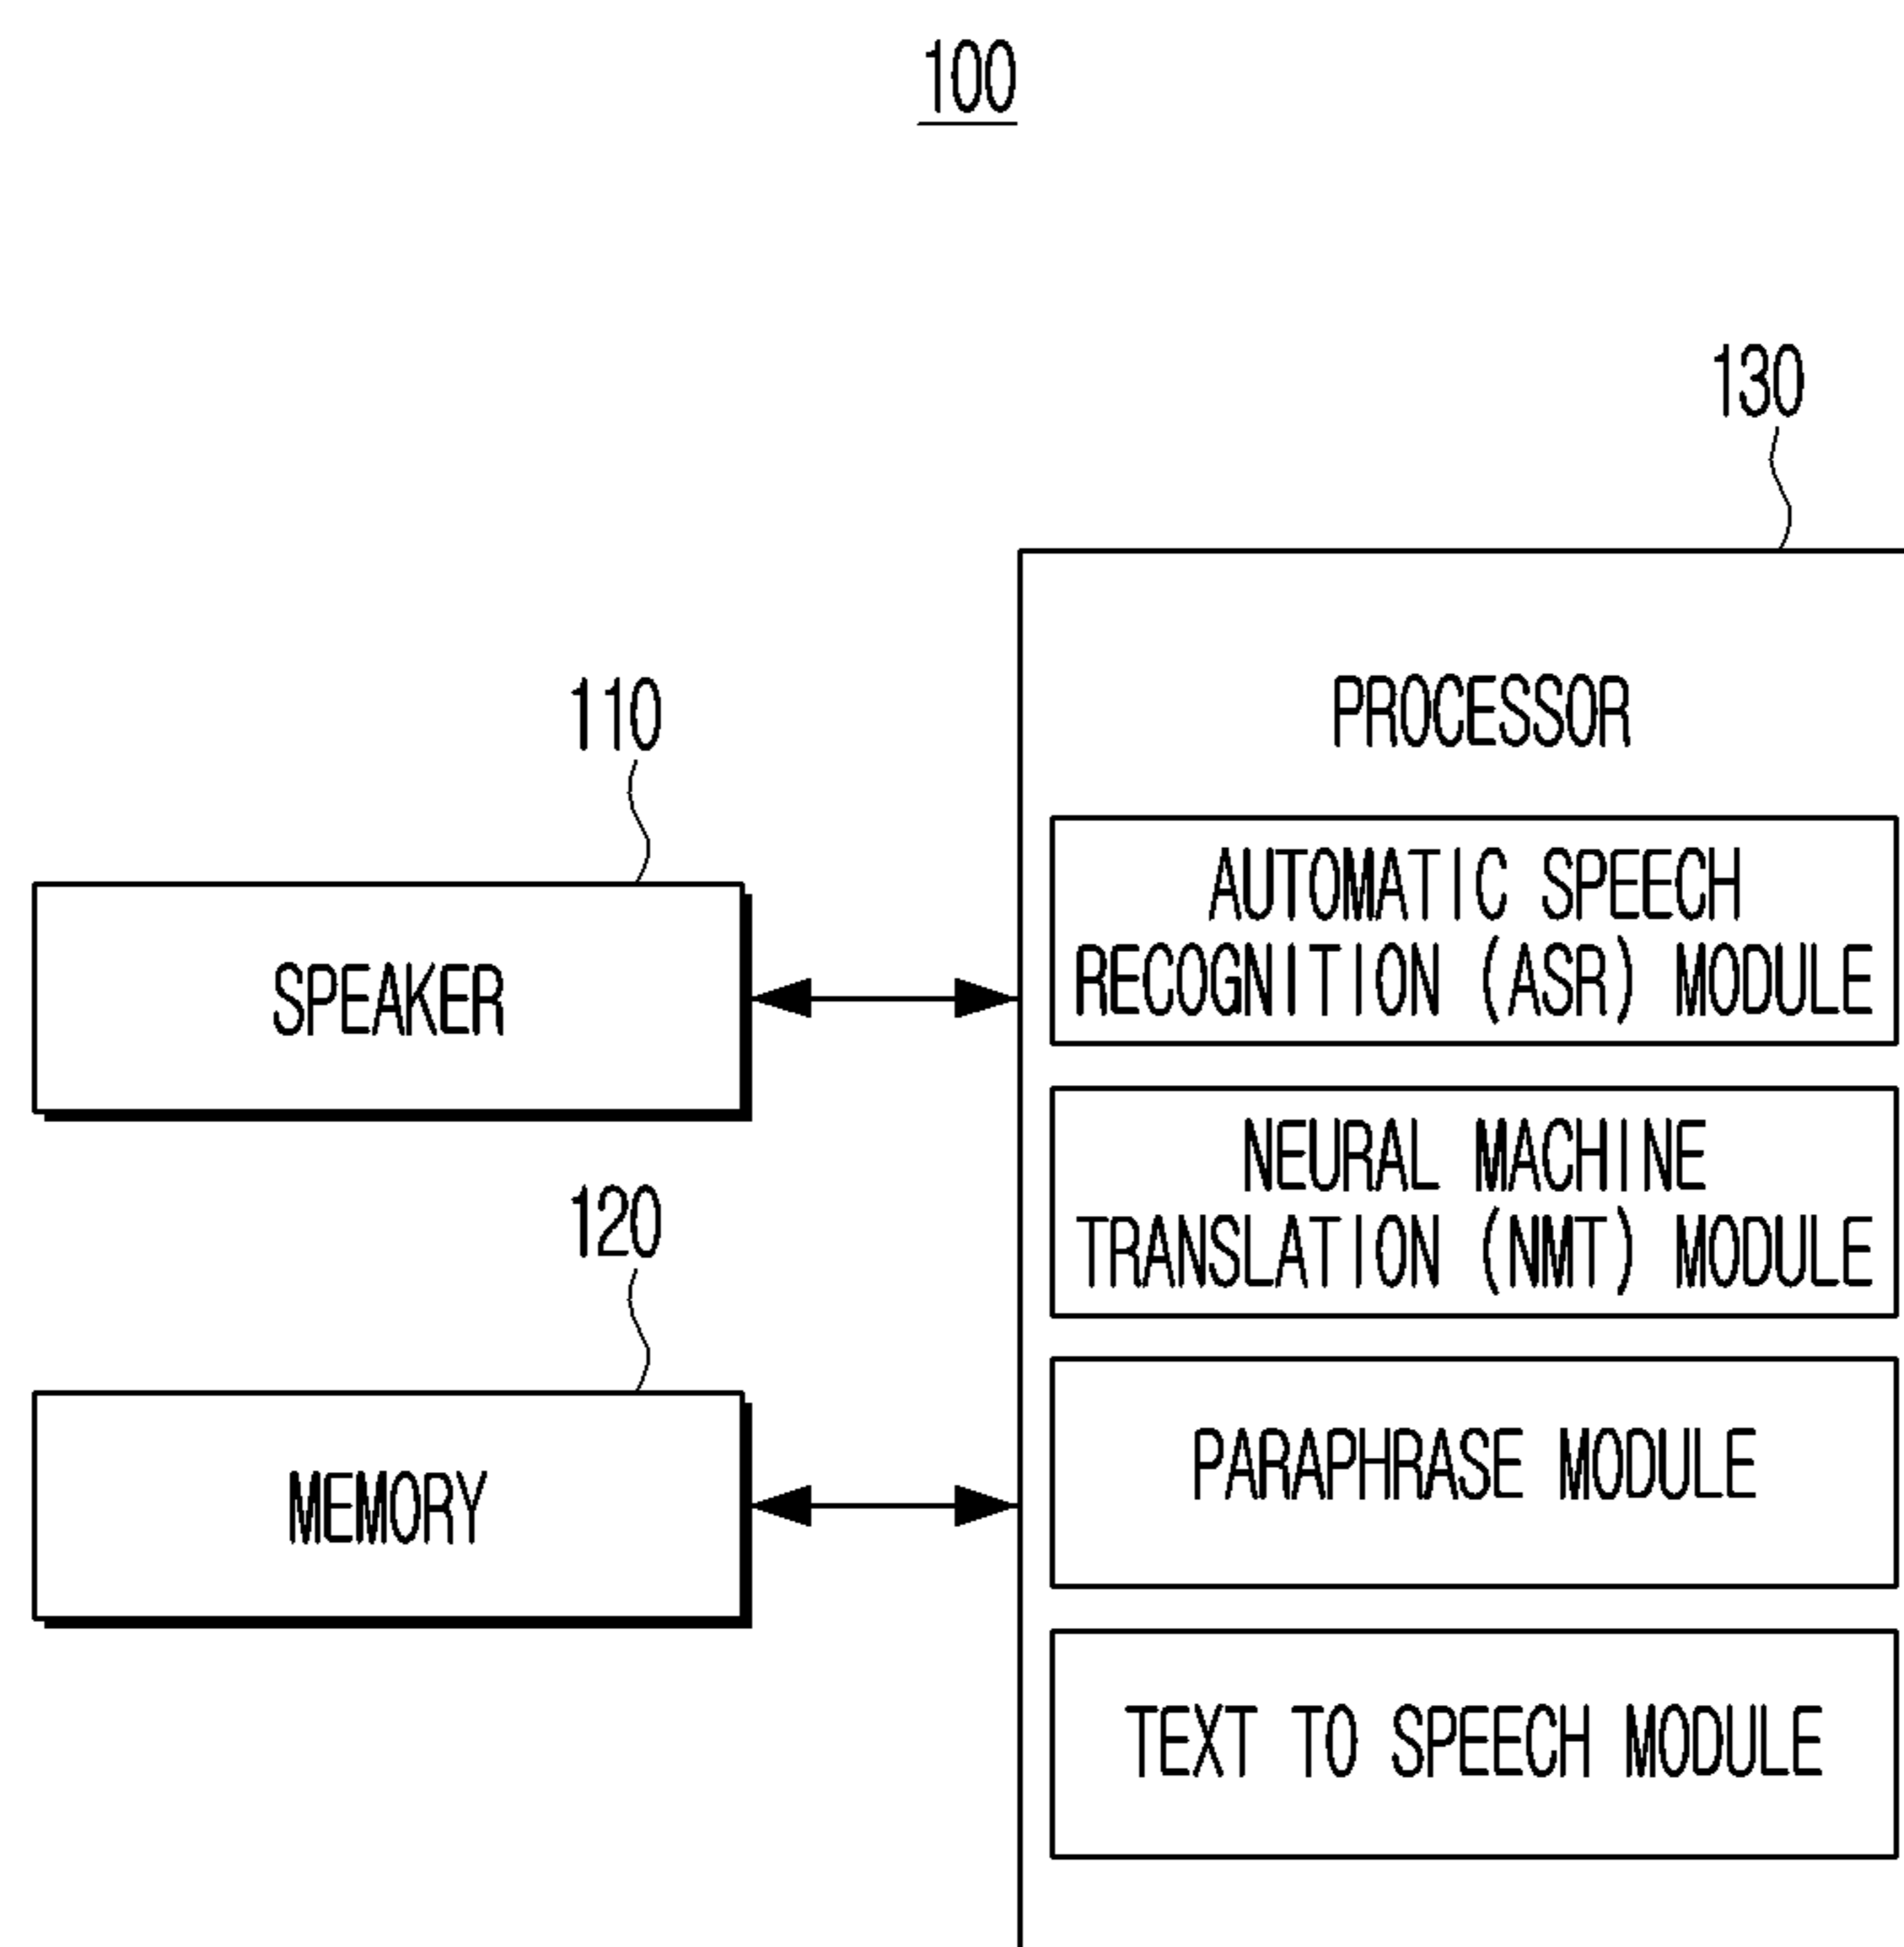 100
130
PROCESSOR
110
AUTOMATIC SPEECH
RECOGNITION (ASR) MODULE
SPEAKER
NEURAL MACHINE
TRANSLATION (NMT) MODULE
120
PARAPHRASE MODULE
MEMORY
TEXT TO SPEECH MODULE